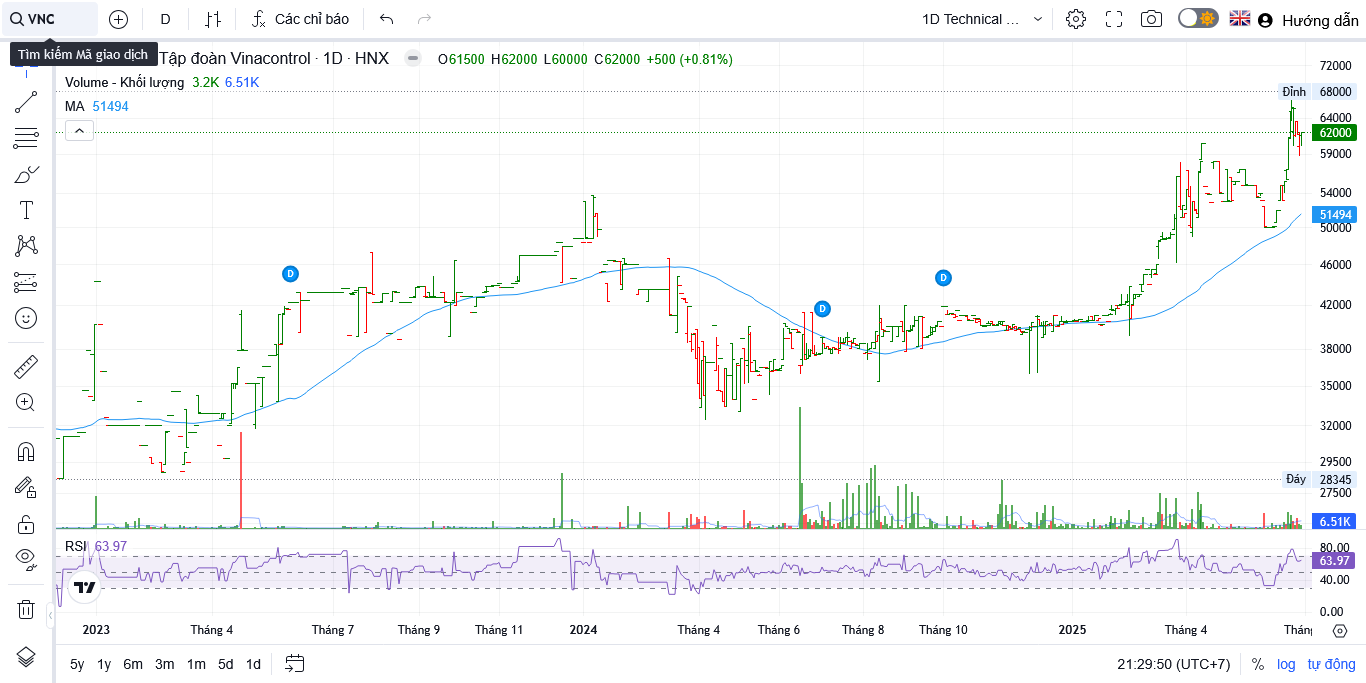 VNC
D
Các chỉ báo
1D Technical ...
Hướng dẫn
Tìm kiếm Mã giao dịch
Tập đoàn Vinacontrol · 1D · HNX
O61500 H62000 L60000 C62000 +500 (+0.81%)
Volume - Khối lượng 3.2K 6.51K
MA 51494
72000
Đỉnh 68000
64000
62000
59000
54000
51494
50000
46000
42000
38000
35000
32000
29500
Đáy 28345
27500
6.51K
D
D
D
RSI 63.97
80.00
63.97
40.00
0.00
2023 Tháng 4 Tháng 7 Tháng 9 Tháng 11 2024 Tháng 4 Tháng 6 Tháng 8 Tháng 10 2025 Tháng 4 Thán
5y 1y 6m 3m 1m 5d 1d
21:29:50 (UTC+7) % log tự động